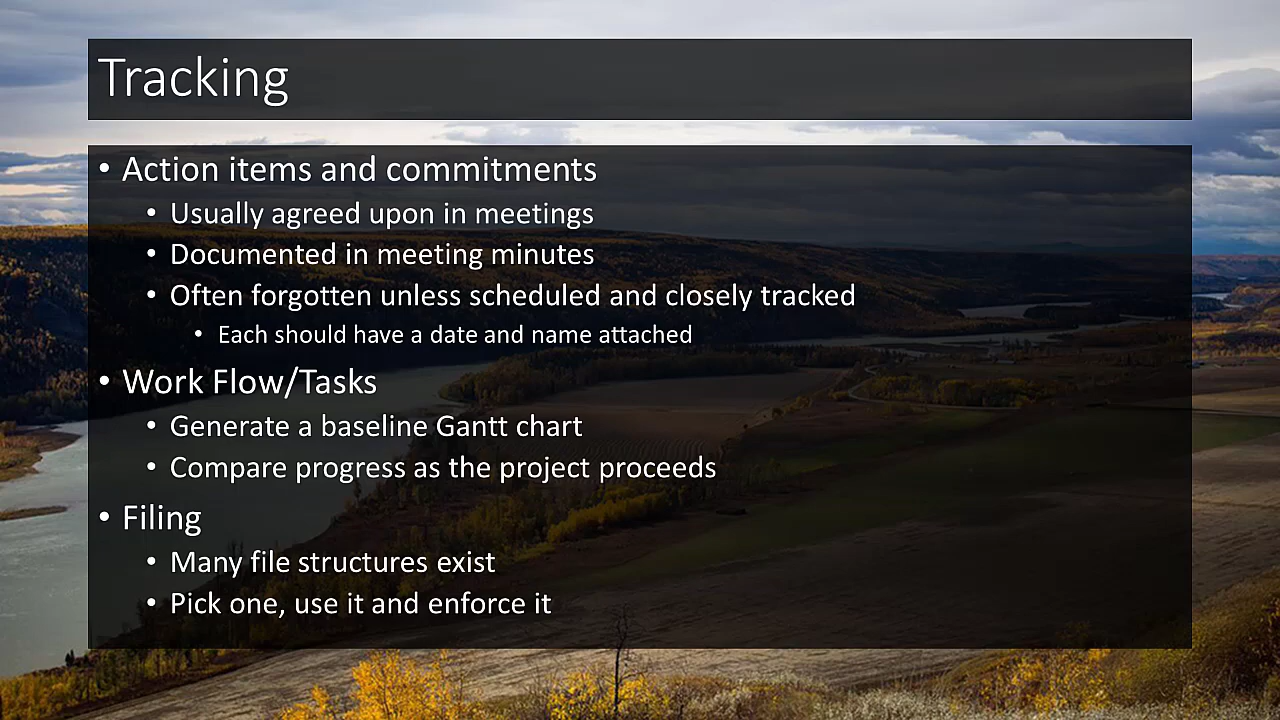 Tracking
• Action items and commitments
• Usually agreed upon in meetings
• Documented in meeting minutes
• Often forgotten unless scheduled and closely tracked
• Each should have a date and name attached
• Work Flow/Tasks
• Generate a baseline Gantt chart
• Compare progress as the project proceeds
• Filing
• Many file structures exist
• Pick one, use it and enforce it